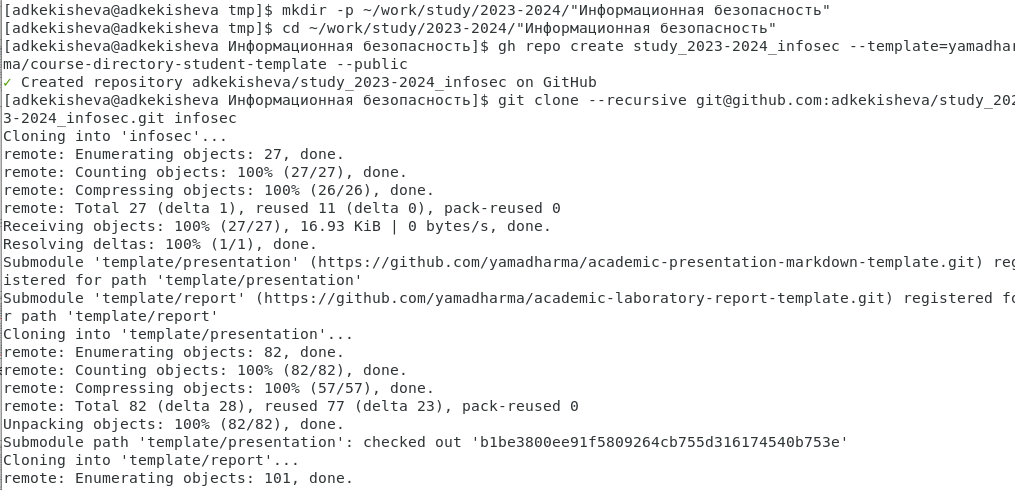 [adkekisheva@adkekisheva tmp]$ mkdir -p ~/work/study/2023-2024/"Информационная безопасность"
[adkekisheva@adkekisheva tmp]$ cd ~/work/study/2023-2024/"Информационная безопасность"
[adkekisheva@adkekisheva Информационная безопасность]$ gh repo create study_2023-2024_infosec --template=yamadhar
ma/course-directory-student-template --public
✓ Created repository adkekisheva/study_2023-2024_infosec on GitHub
[adkekisheva@adkekisheva Информационная безопасность]$ git clone --recursive git@github.com:adkekisheva/study_202
3-2024_infosec.git infosec
Cloning into 'infosec'...
remote: Enumerating objects: 27, done.
remote: Counting objects: 100% (27/27), done.
remote: Compressing objects: 100% (26/26), done.
remote: Total 27 (delta 1), reused 11 (delta 0), pack-reused 0
Receiving objects: 100% (27/27), 16.93 KiB | 0 bytes/s, done.
Resolving deltas: 100% (1/1), done.
Submodule 'template/presentation' (https://github.com/yamadharma/academic-presentation-markdown-template.git) reg
istered for path 'template/presentation'
Submodule 'template/report' (https://github.com/yamadharma/academic-laboratory-report-template.git) registered fo
r path 'template/report'
Cloning into 'template/presentation'...
remote: Enumerating objects: 82, done.
remote: Counting objects: 100% (82/82), done.
remote: Compressing objects: 100% (57/57), done.
remote: Total 82 (delta 28), reused 77 (delta 23), pack-reused 0
Unpacking objects: 100% (82/82), done.
Submodule path 'template/presentation': checked out 'b1be3800ee91f5809264cb755d316174540b753e'
Cloning into 'template/report'...
remote: Enumerating objects: 101, done.